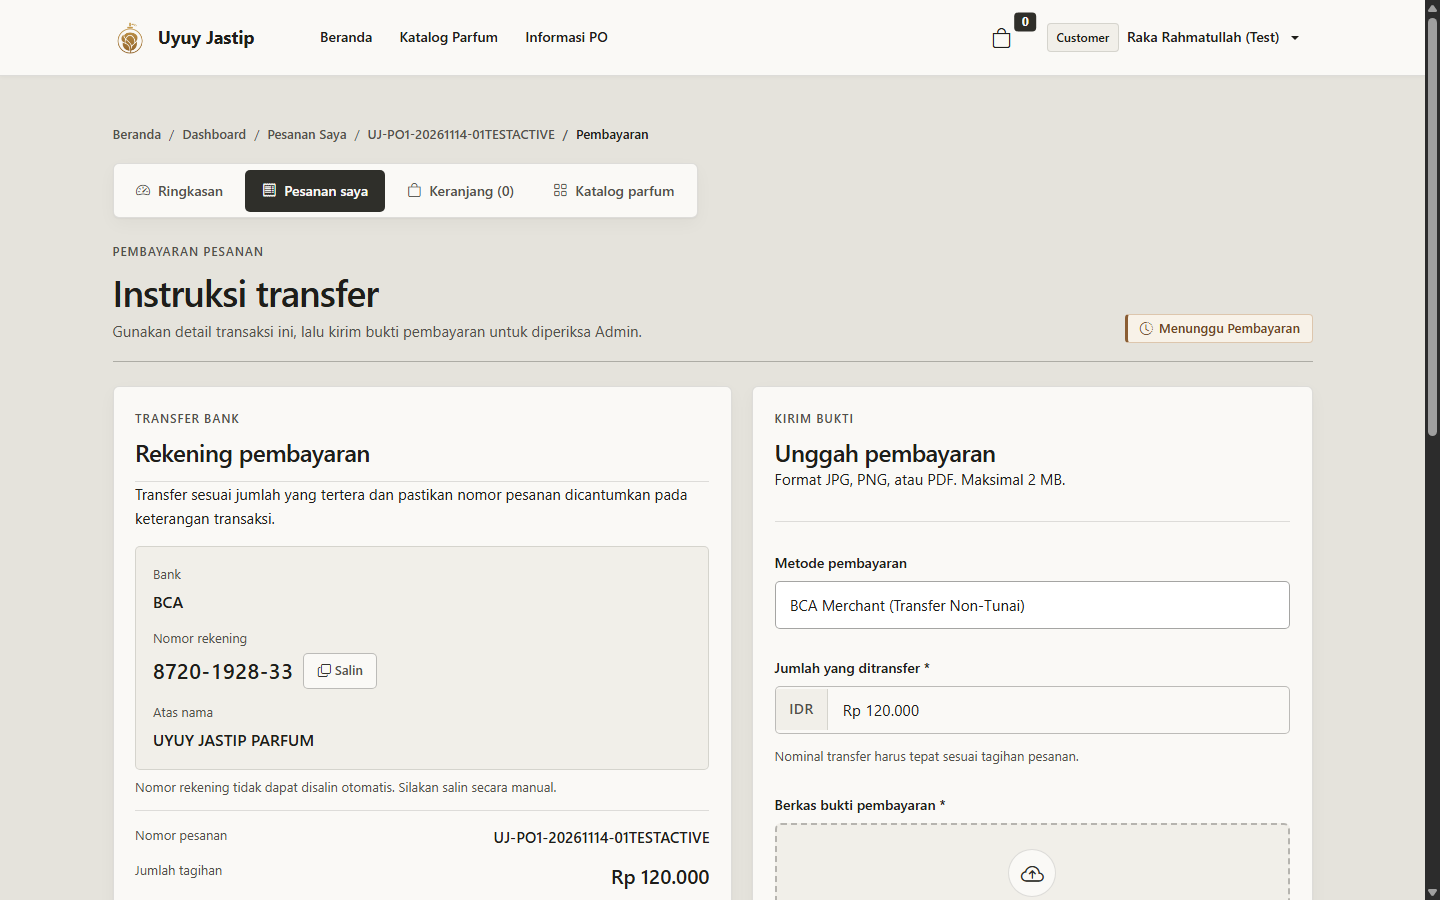 Uyuy Jastip
Beranda
Katalog Parfum
Informasi PO
0
Customer
Raka Rahmatullah (Test)
Beranda / Dashboard / Pesanan Saya / UJ-PO1-20261114-01TESTACTIVE / Pembayaran
Ringkasan
Pesanan saya
Keranjang (0)
Katalog parfum
PEMBAYARAN PESANAN
Instruksi transfer
Gunakan detail transaksi ini, lalu kirim bukti pembayaran untuk diperiksa Admin.
Menunggu Pembayaran
TRANSFER BANK
Rekening pembayaran
Transfer sesuai jumlah yang tertera dan pastikan nomor pesanan dicantumkan pada
keterangan transaksi.
Bank
BCA
Nomor rekening
8720-1928-33
Salin
Atas nama
UYUY JASTIP PARFUM
Nomor rekening tidak dapat disalin otomatis. Silakan salin secara manual.
Nomor pesanan
UJ-PO1-20261114-01TESTACTIVE
Jumlah tagihan
Rp 120.000
KIRIM BUKTI
Unggah pembayaran
Format JPG, PNG, atau PDF. Maksimal 2 MB.
Metode pembayaran
BCA Merchant (Transfer Non-Tunai)
Jumlah yang ditransfer *
IDR
Rp 120.000
Nominal transfer harus tepat sesuai tagihan pesanan.
Berkas bukti pembayaran *